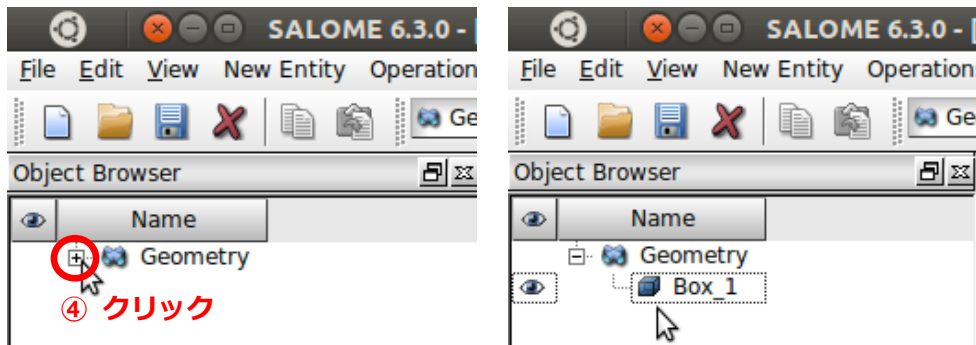 SALOME 6.3.0 -
File Edit View New Entity Operation
Ge
Object Browser
Name
Geometry
④ クリック
SALOME 6.3.0 -
File Edit View New Entity Operation
Ge
Object Browser
Name
Geometry
Box_1